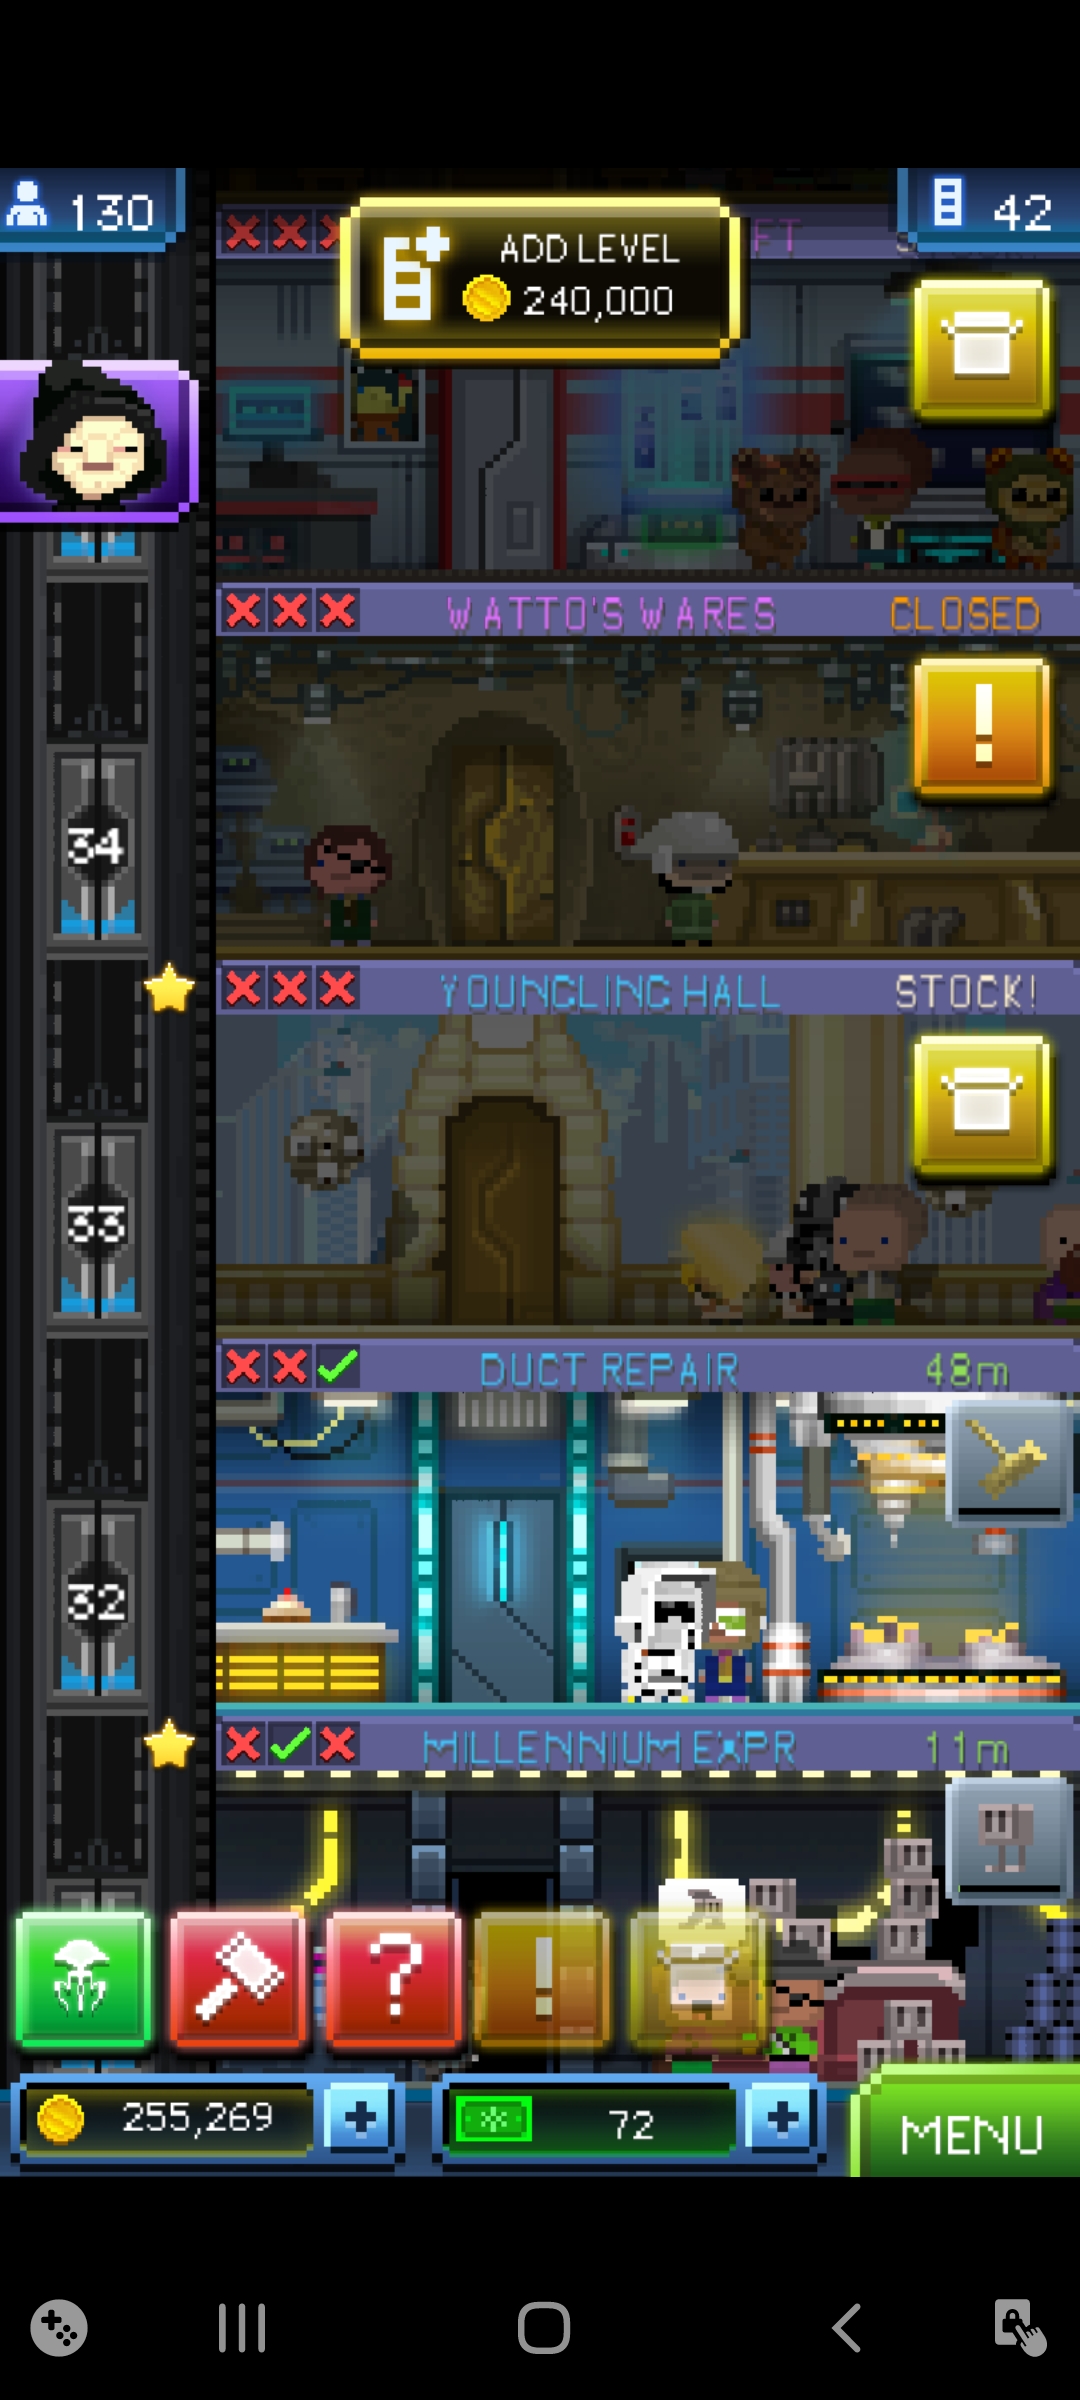 130
42
ADD LEVEL
240,000
FT
WATTO'S WARES CLOSED
34
YOUNGLING HALL STOCK!
33
DUCT REPAIR 48m
32
MILLENNIUM EXPR 11m
255,269
72
MENU